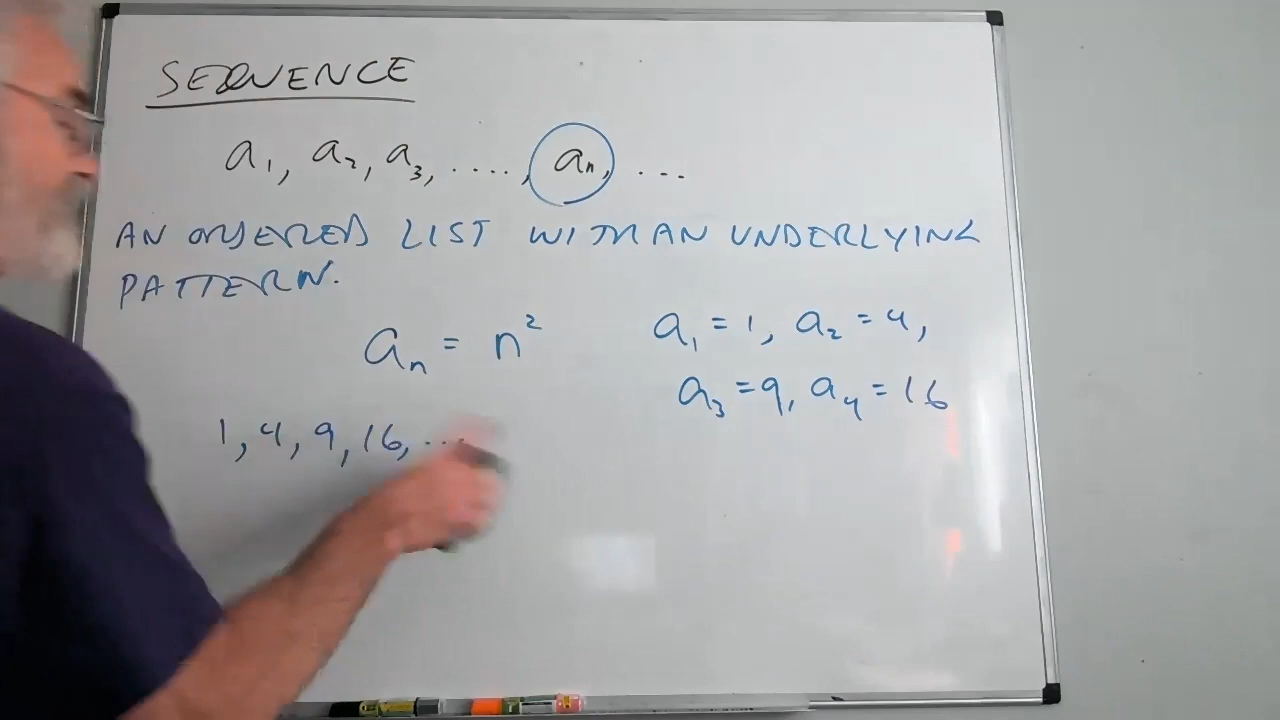 SEQUENCE
a₁, a₂, a₃, ...., aₙ, ...
AN ORDERED LIST WITH AN UNDERLYING
PATTERN.
aₙ = n²
a₁ = 1, a₂ = 4,
a₃ = 9, a₄ = 16
1, 4, 9, 16, ...